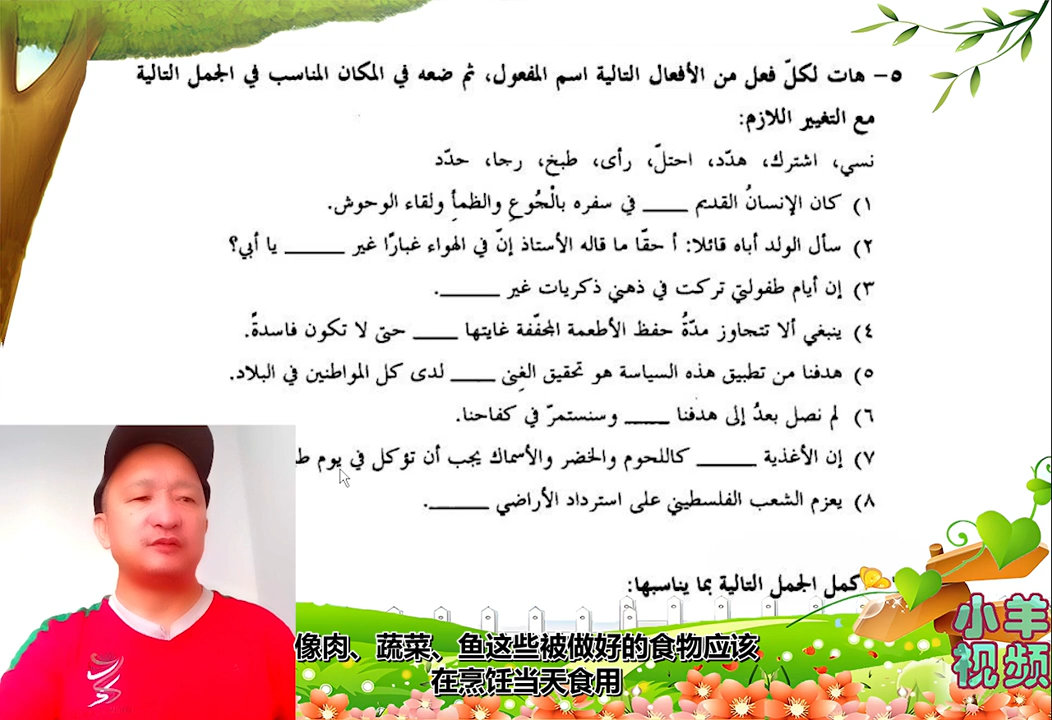 ٥- هات لكلّ فعل من الأفعال التالية اسم المفعول، ثم ضعه في المكان المناسب في الجمل التالية
مع التغيير اللازم:
نسي، اشترك، هدّد، احتلّ، رأى، طبخ، رجا، حدّد
١) كان الإنسانُ القديم ____ في سفره بالْجُوعِ والظمأِ ولقاء الوحوش.
٢) سأل الولد أباه قائلا: أ حقّا ما قاله الأستاذ إنّ في الهواء غبارًا غير ____ يا أبي؟
٣) إن أيام طفولتي تركت في ذهني ذكريات غير ____.
٤) ينبغي ألا تتجاوز مدّةُ حفظ الأطعمة المجفّفة غايتها ____ حتى لا تكون فاسدةً.
٥) هدفنا من تطبيق هذه السياسة هو تحقيق الغِنى ____ لدى كل المواطنين في البلاد.
٦) لم نصل بعدُ إلى هدفنا ____ وسنستمرّ في كفاحنا.
٧) إن الأغذية ____ كاللحوم والخضر والأسماك يجب أن تؤكل في يوم
٨) يعزم الشعب الفلسطيني على استرداد الأراضي ____.
كمل الجمل التالية بما يناسبها:
像肉、蔬菜、鱼这些被做好的食物应该
在烹饪当天食用
小羊
视频